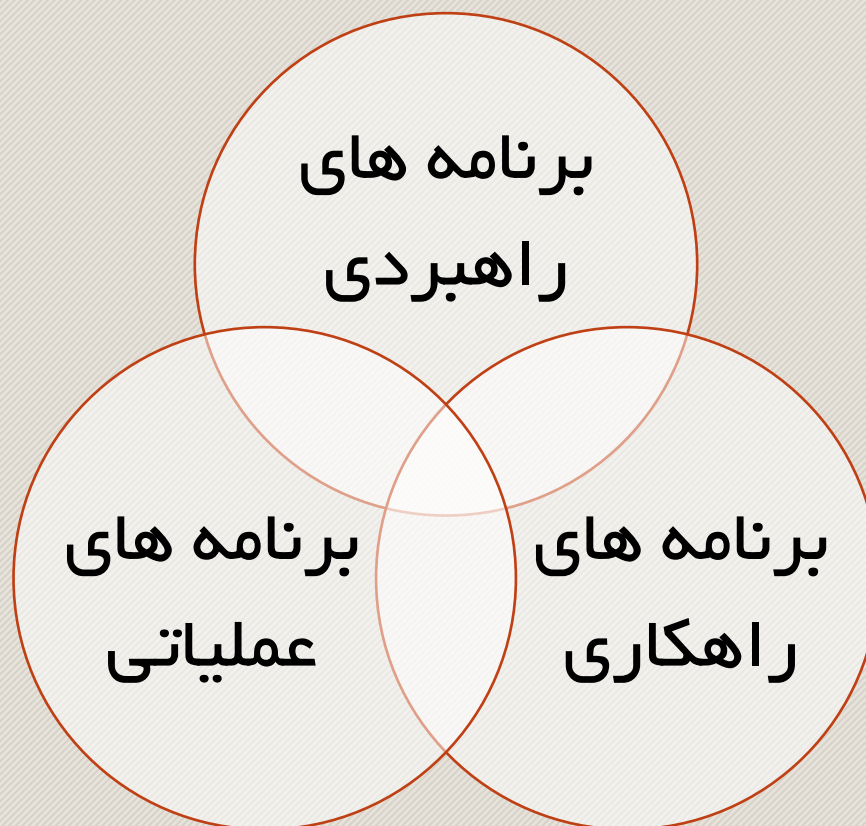 برنامه های
راهبردی
برنامه های
راهکاری
برنامه های
عملیاتی